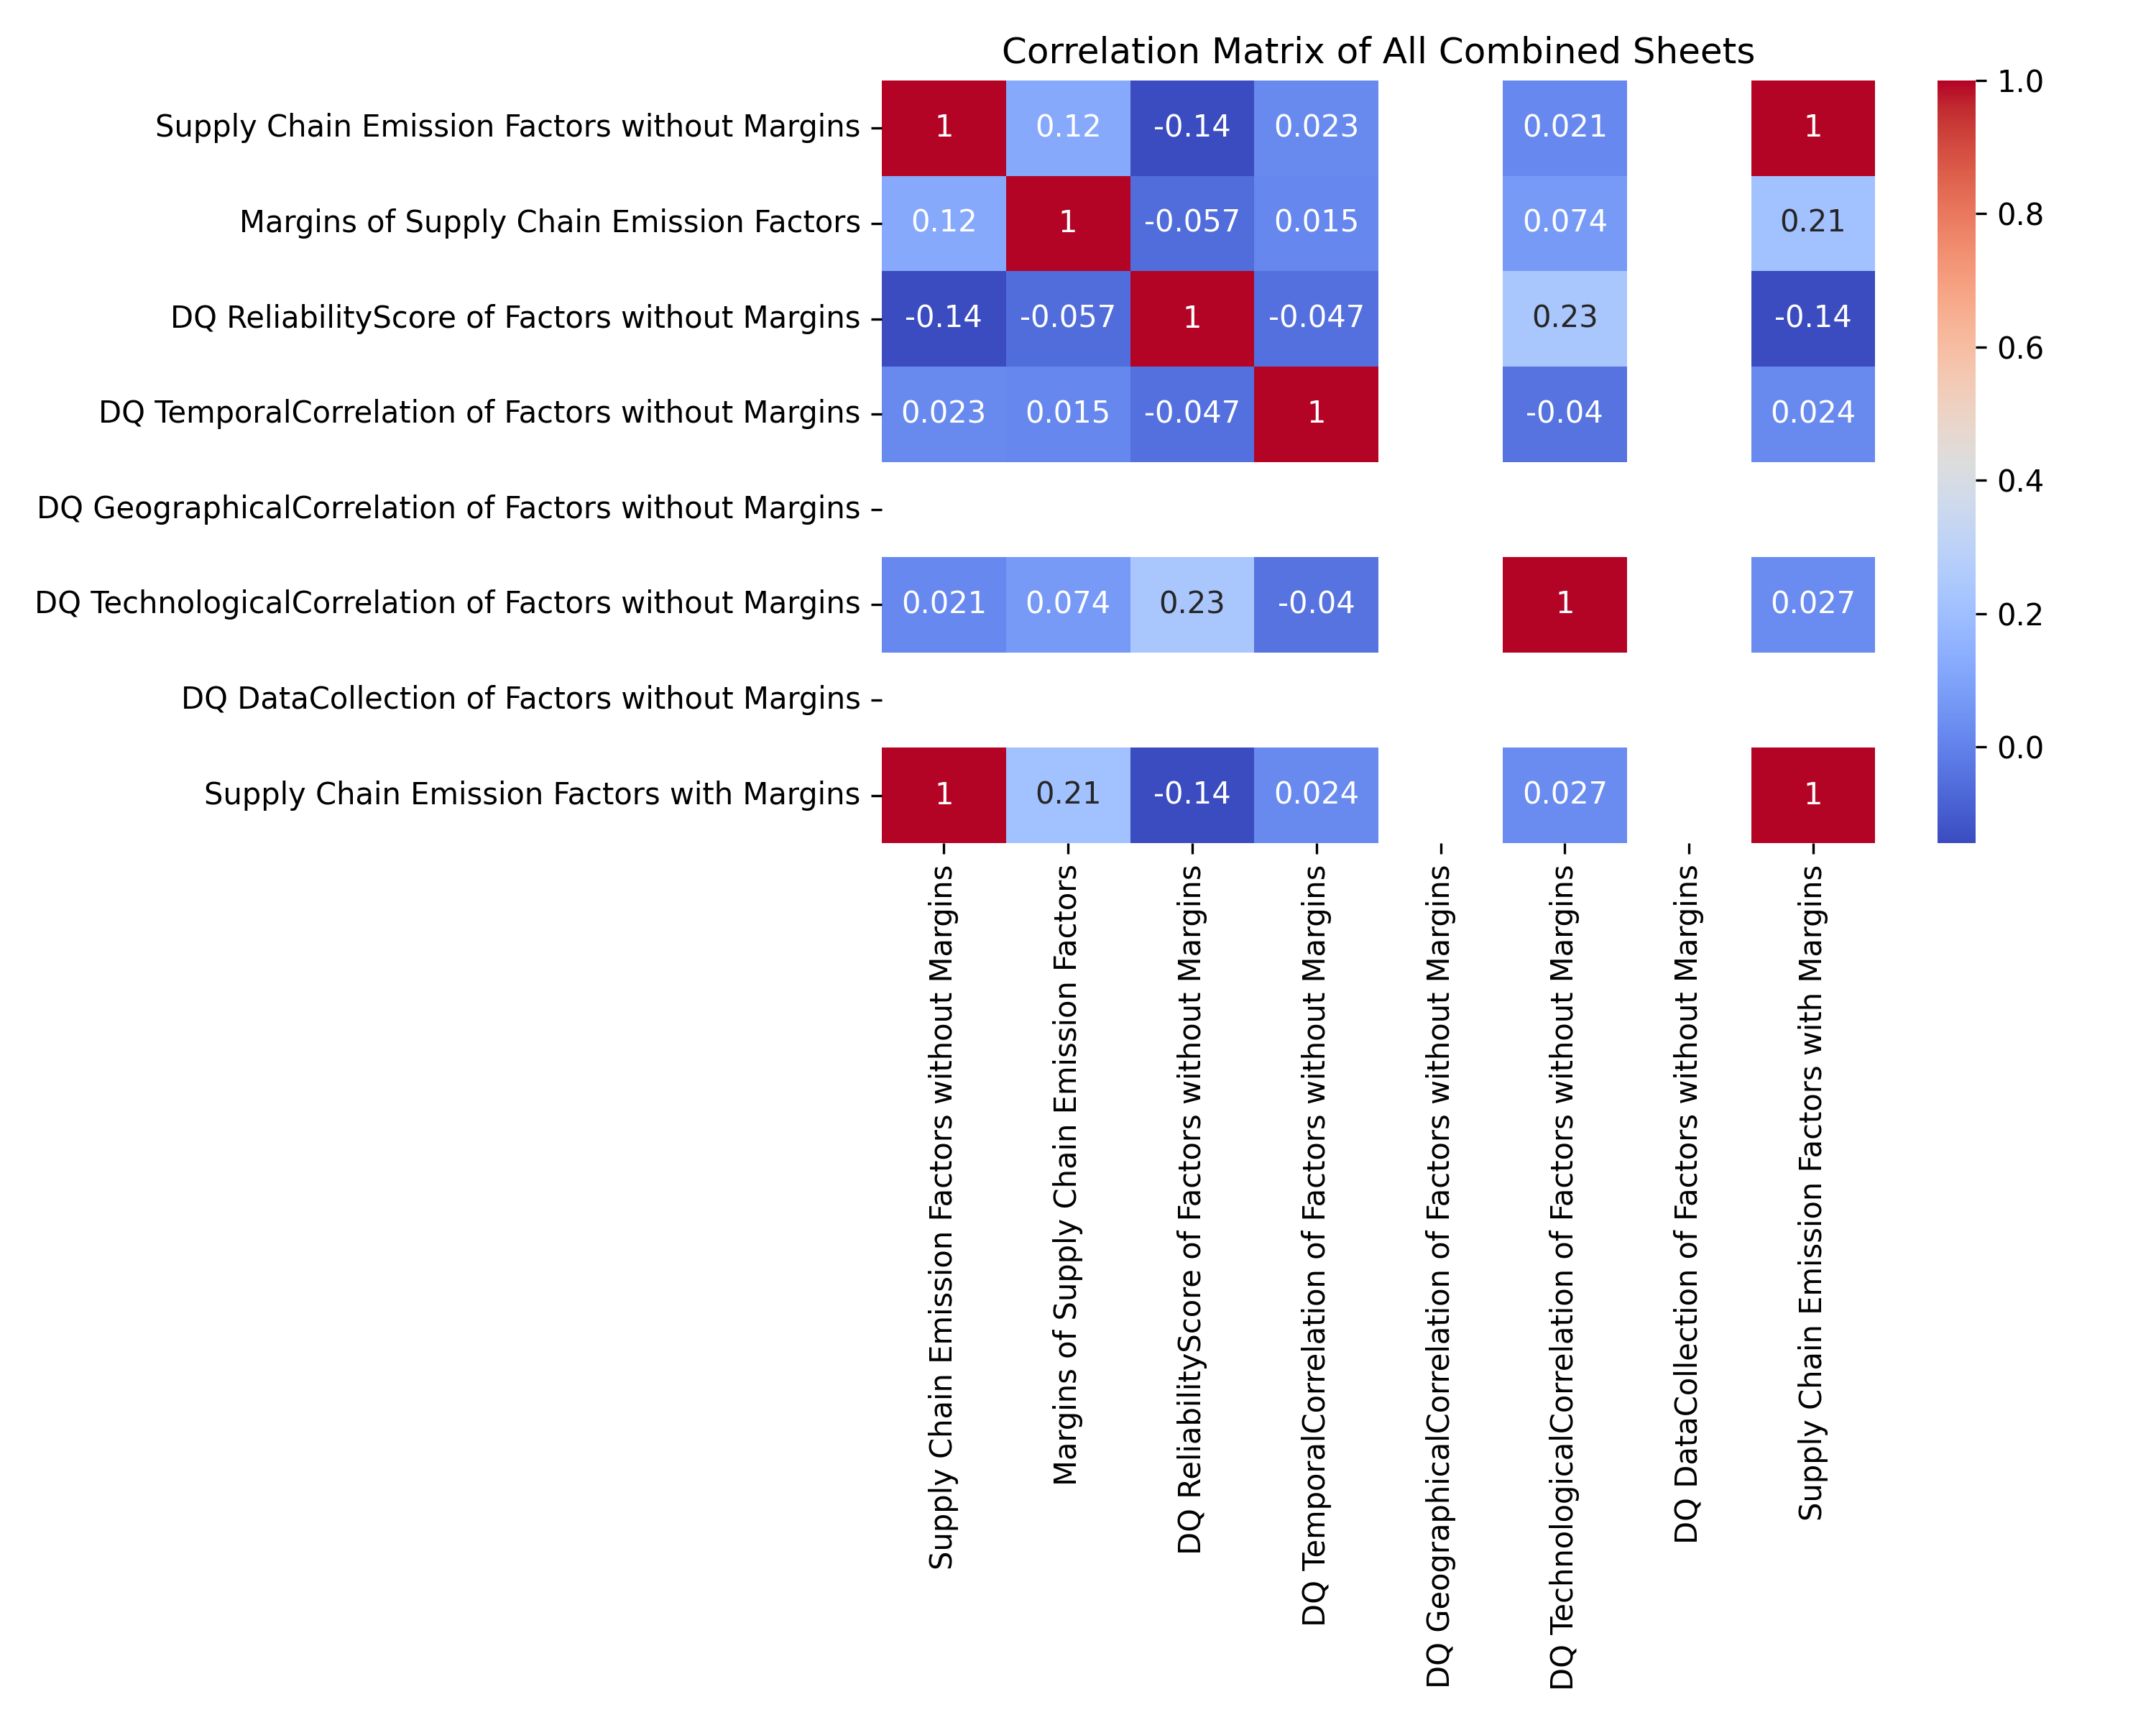 Correlation Matrix of All Combined Sheets
Supply Chain Emission Factors without Margins 1 0.12 -0.14 0.023 0.021 1
Margins of Supply Chain Emission Factors 0.12 1 -0.057 0.015 0.074 0.21
DQ ReliabilityScore of Factors without Margins -0.14 -0.057 1 -0.047 0.23 -0.14
DQ TemporalCorrelation of Factors without Margins 0.023 0.015 -0.047 1 -0.04 0.024
DQ GeographicalCorrelation of Factors without Margins
DQ TechnologicalCorrelation of Factors without Margins 0.021 0.074 0.23 -0.04 1 0.027
DQ DataCollection of Factors without Margins
Supply Chain Emission Factors with Margins 1 0.21 -0.14 0.024 0.027 1
Supply Chain Emission Factors without Margins
Margins of Supply Chain Emission Factors
DQ ReliabilityScore of Factors without Margins
DQ TemporalCorrelation of Factors without Margins
DQ GeographicalCorrelation of Factors without Margins
DQ TechnologicalCorrelation of Factors without Margins
DQ DataCollection of Factors without Margins
Supply Chain Emission Factors with Margins
1.0
0.8
0.6
0.4
0.2
0.0